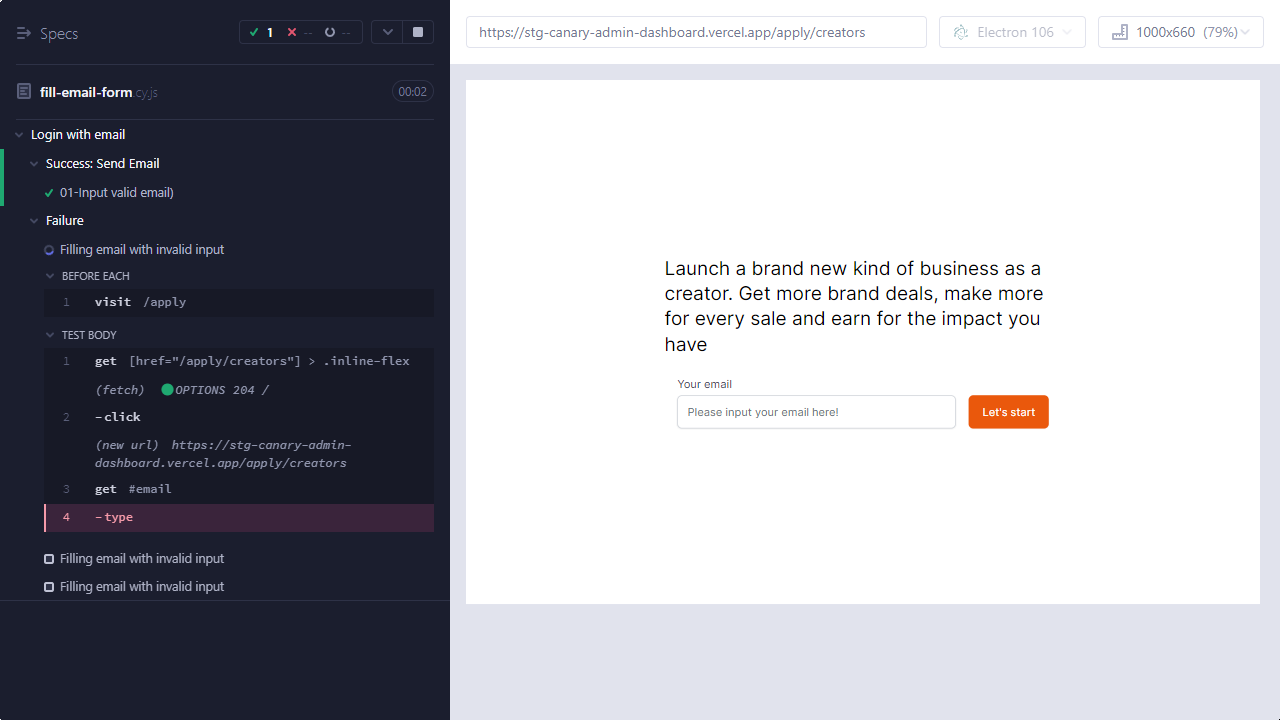 Specs
1 -- --
fill-email-form.cy.js
00:02
Login with email
Success: Send Email
01-Input valid email)
Failure
Filling email with invalid input
BEFORE EACH
1 visit /apply
TEST BODY
1 get [href="/apply/creators"] > .inline-flex
(fetch) OPTIONS 204 /
2 -click
(new url) https://stg-canary-admin-
dashboard.vercel.app/apply/creators
3 get #email
4 -type
Filling email with invalid input
Filling email with invalid input
https://stg-canary-admin-dashboard.vercel.app/apply/creators
Electron 106
1000x660 (79%)
Launch a brand new kind of business as a
creator. Get more brand deals, make more
for every sale and earn for the impact you
have
Your email
Please input your email here!
Let's start